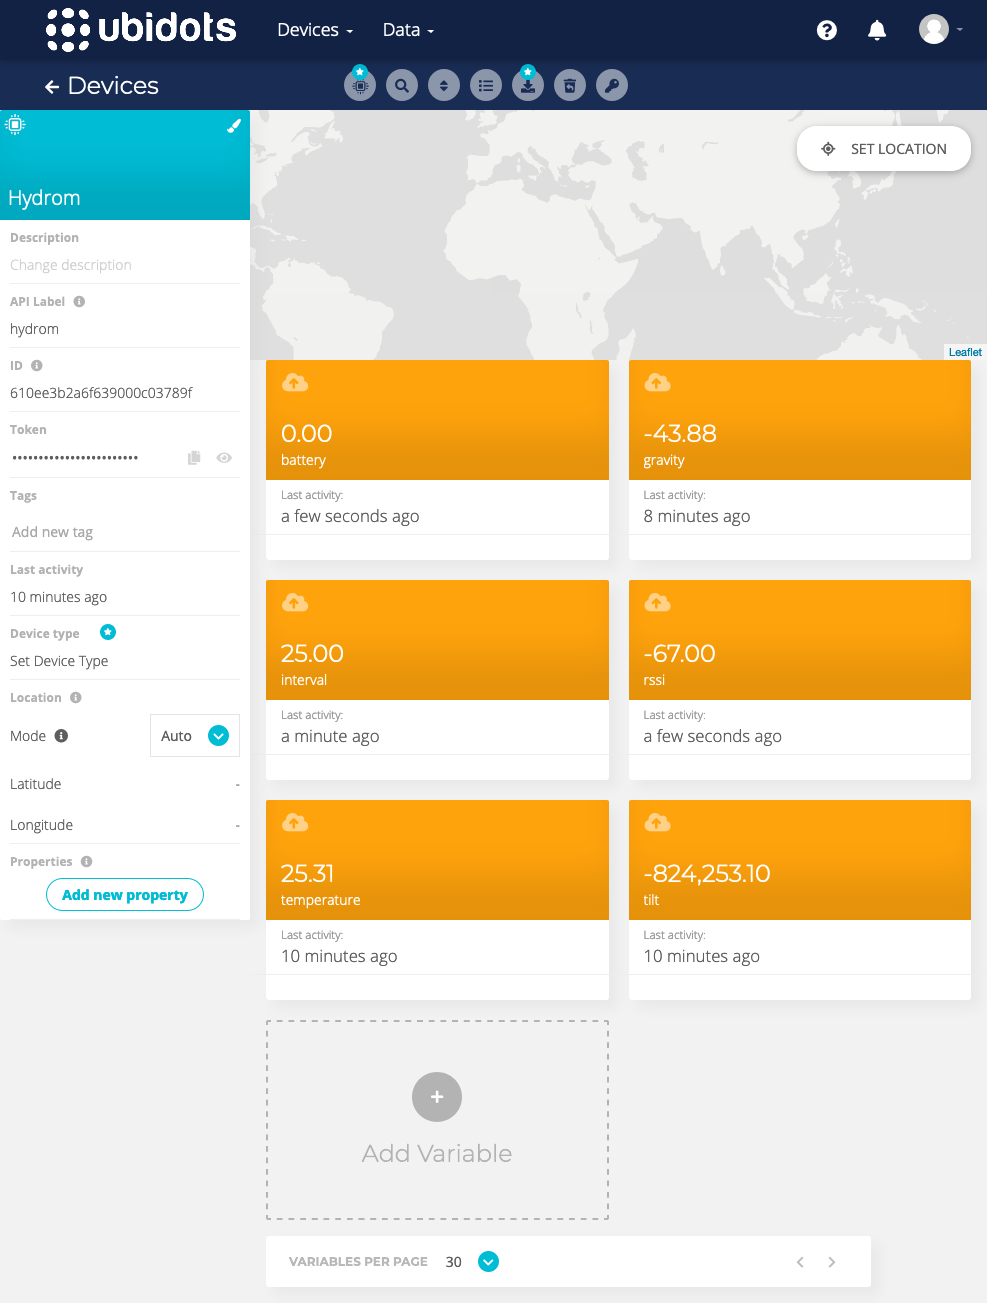 ubidots Devices Data
Devices
SET LOCATION
Hydrom
Description
Change description
API Label
hydrom
ID
610ee3b2a6f639000c03789f
Token
••••••••••••••••••••••••
Tags
Add new tag
Last activity
10 minutes ago
Device type
Set Device Type
Location
Mode Auto
Latitude -
Longitude -
Properties
Add new property
Leaflet
0.00
battery
Last activity:
a few seconds ago
-43.88
gravity
Last activity:
8 minutes ago
25.00
interval
Last activity:
a minute ago
-67.00
rssi
Last activity:
a few seconds ago
25.31
temperature
Last activity:
10 minutes ago
-824,253.10
tilt
Last activity:
10 minutes ago
Add Variable
VARIABLES PER PAGE 30